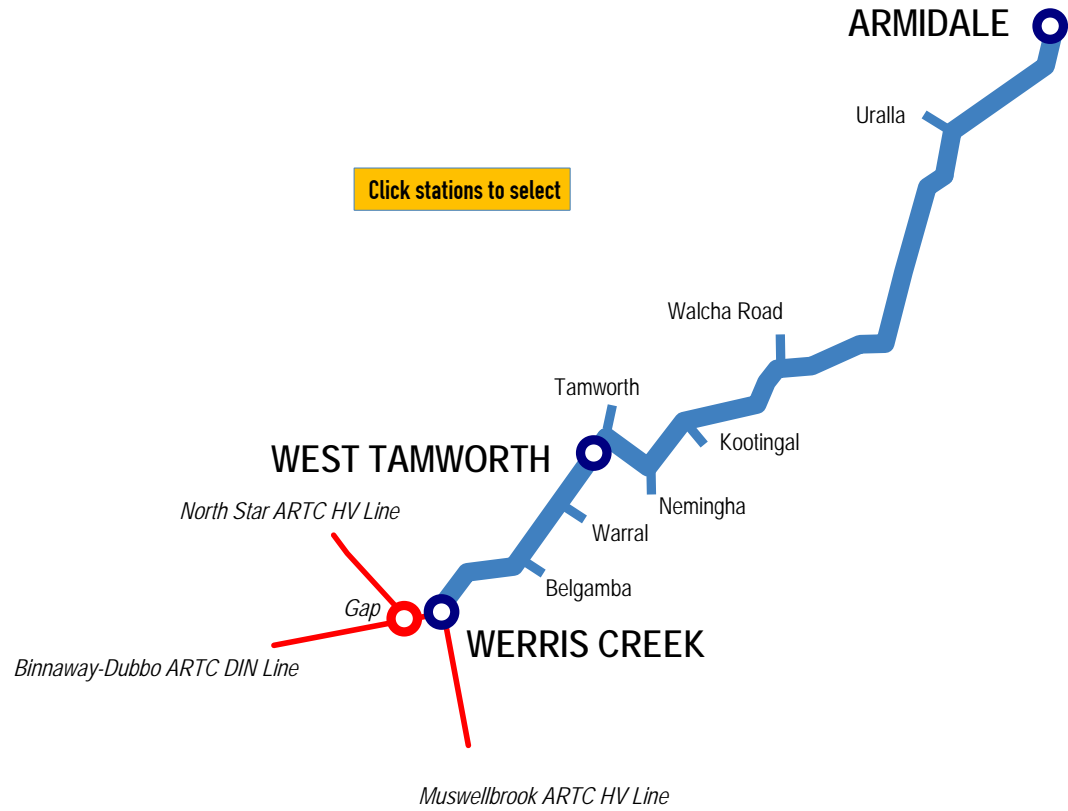 ARMIDALE
Uralla
Click stations to select
Walcha Road
Tamworth
Kootingal
WEST TAMWORTH
Nemingha
North Star ARTC HV Line
Warral
Belgamba
Gap
WERRIS CREEK
Binnaway-Dubbo ARTC DIN Line
Muswellbrook ARTC HV Line